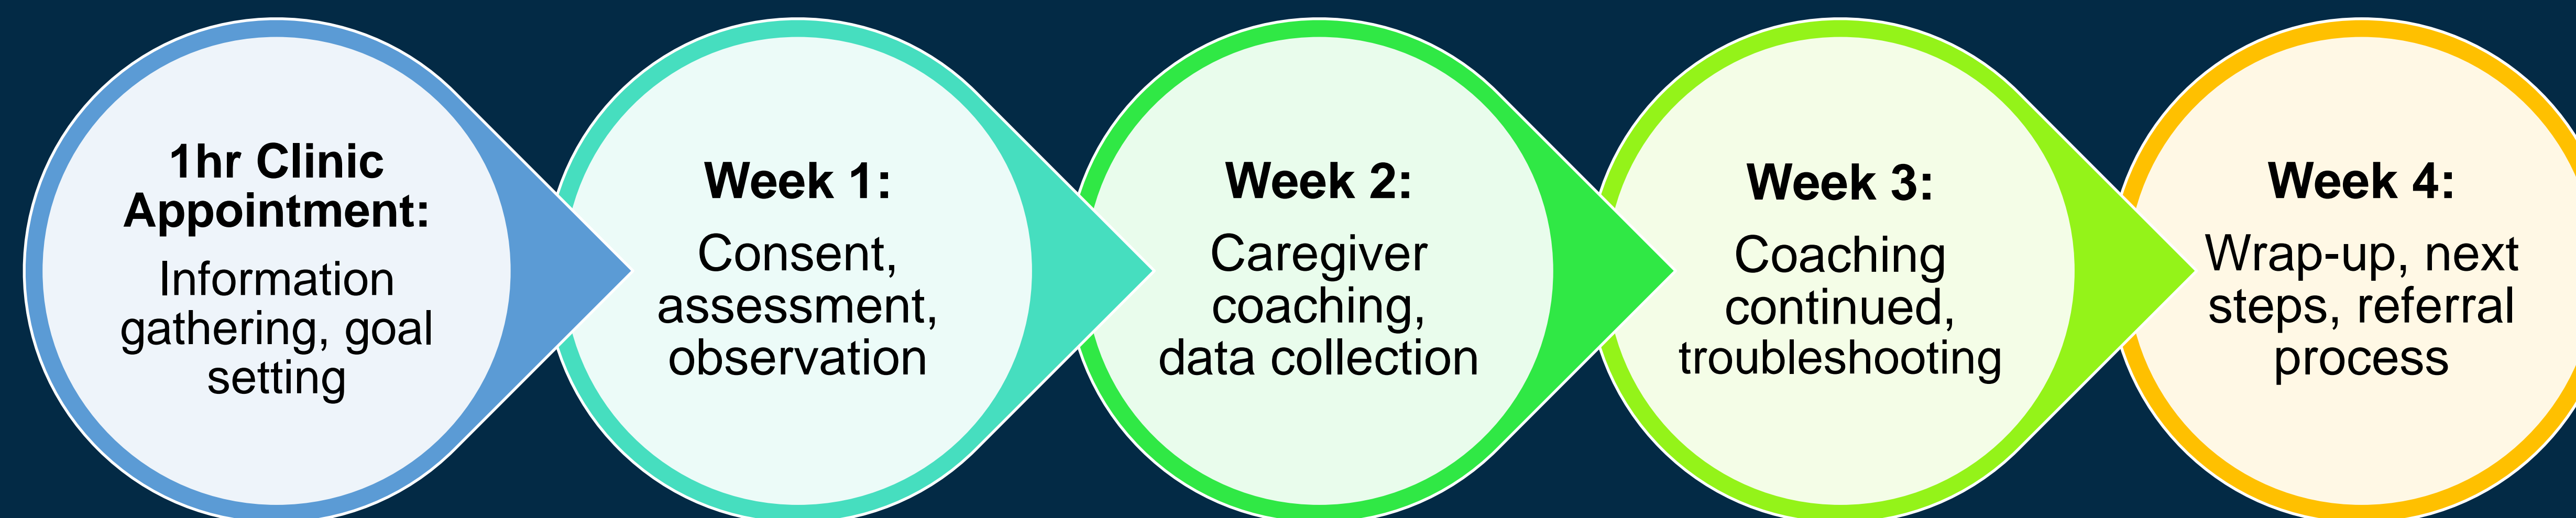 1hr Clinic
Appointment:
Information
gathering, goal
setting
Week 1:
Consent,
assessment,
observation
Week 2:
Caregiver
coaching,
data collection
Week 3:
Coaching
continued,
troubleshooting
Week 4:
Wrap-up, next
steps, referral
process